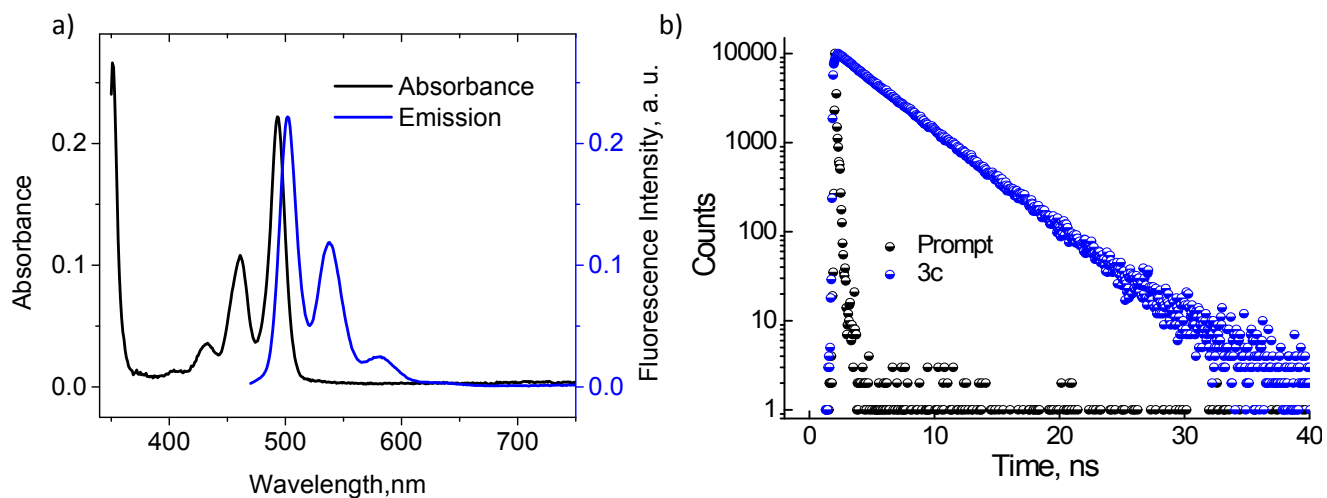 a)
Absorbance
Emission
0.2
0.1
0.0
0.2
0.1
0.0
400
500
600
700
Absorbance
Fluorescence Intensity, a. u.
Wavelength,nm
b)
10000
1000
100
10
1
Prompt
3c
Counts
0
10
20
30
40
Time, ns